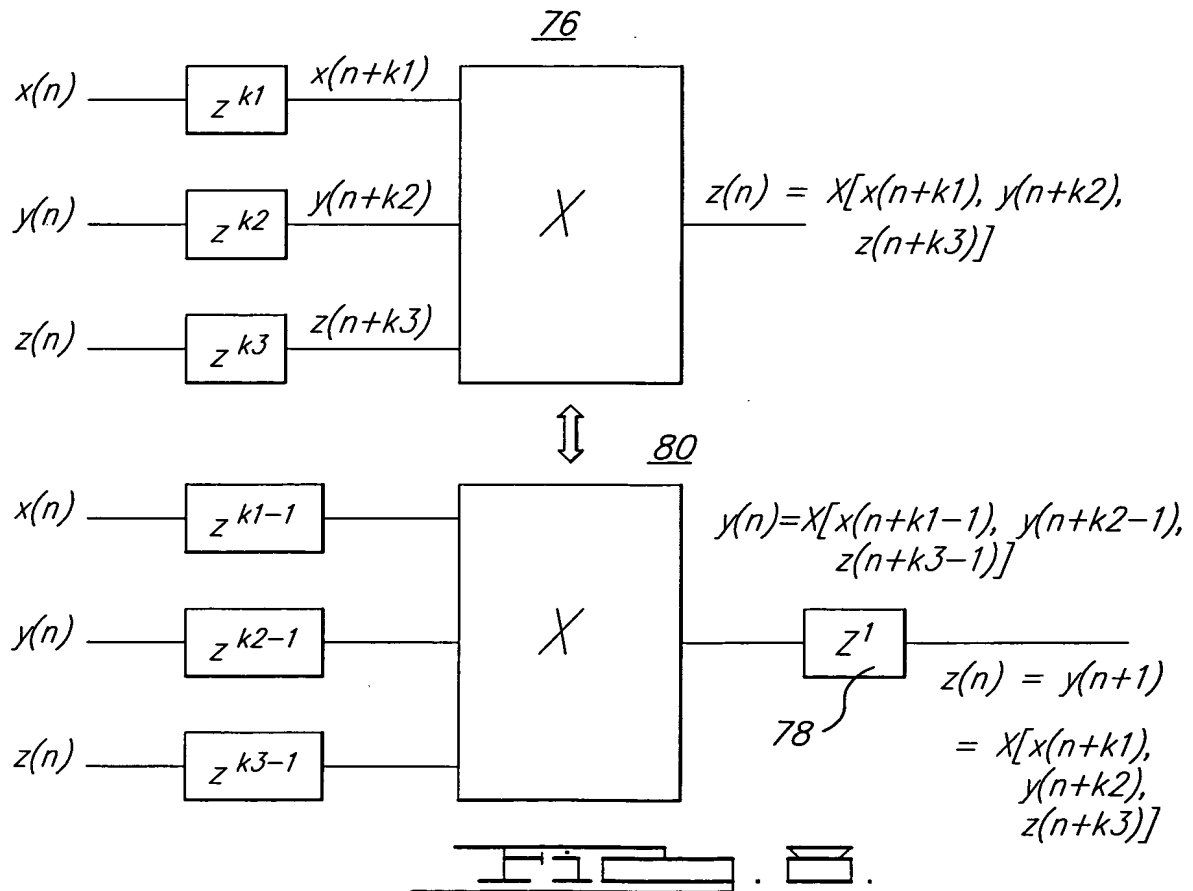 76
x(n) z^k1 x(n+k1)
y(n) z^k2 y(n+k2) X z(n) = X[x(n+k1), y(n+k2),
z(n+k3)]
z(n) z^k3 z(n+k3)
80
x(n) z^k1-1
y(n)=X[x(n+k1-1), y(n+k2-1),
z(n+k3-1)]
y(n) z^k2-1 X Z^1
z(n) = y(n+1)
78
= X[x(n+k1),
y(n+k2),
z(n+k3)]
z(n) z^k3-1